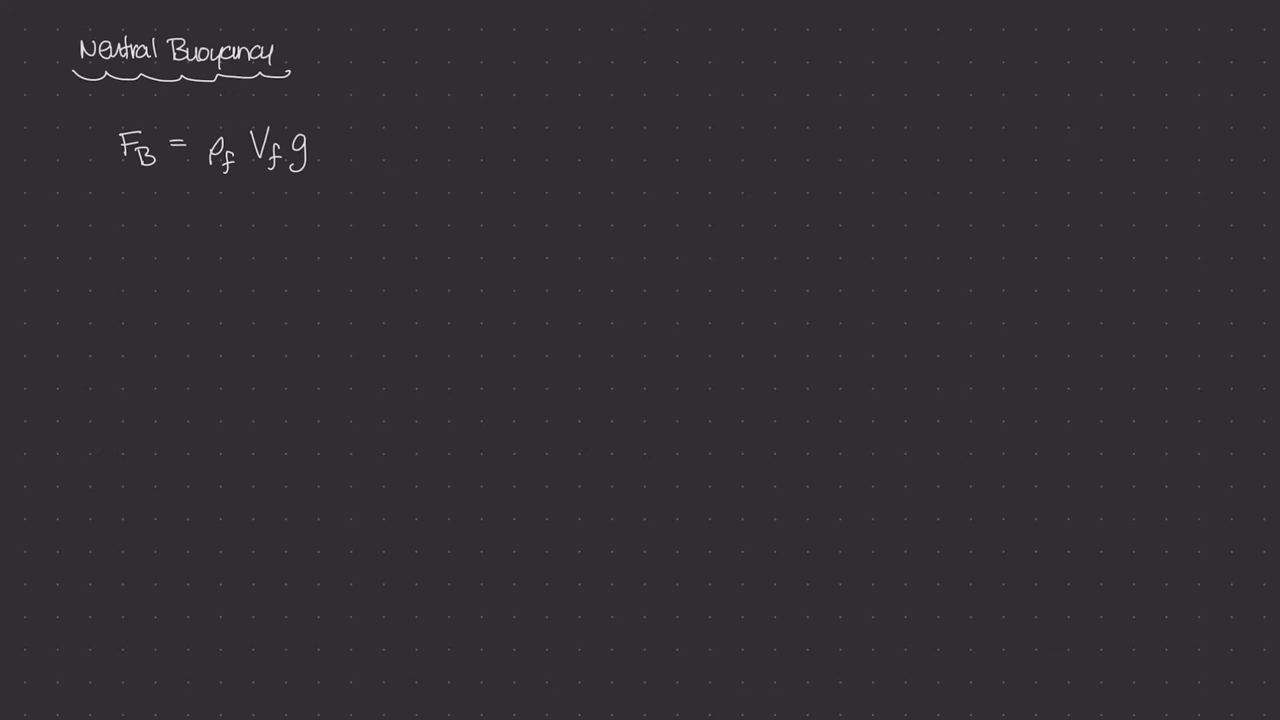 Neutral Buoyancy
F_B = ρ_f V_f g